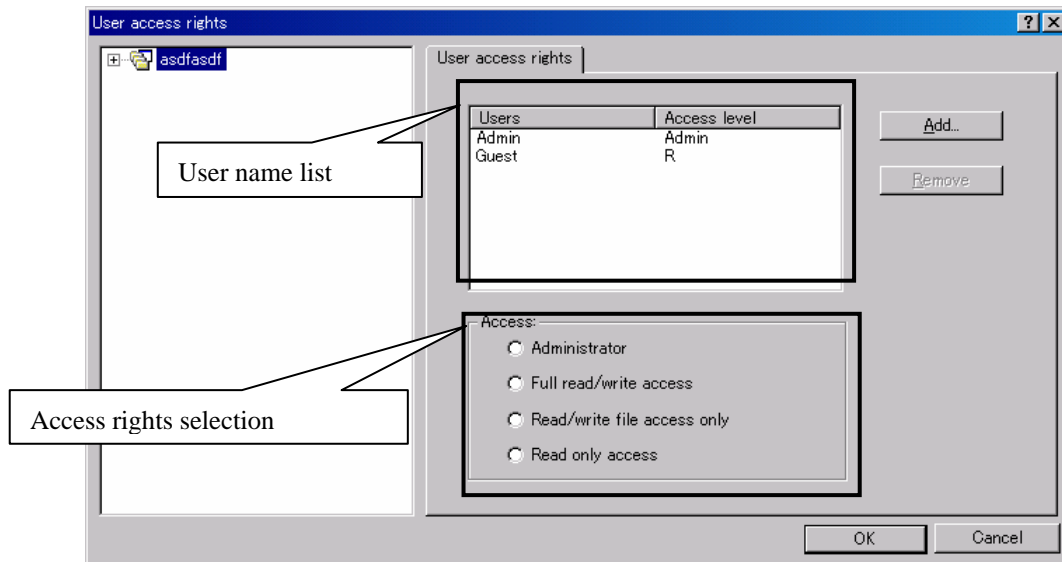 User access rights
asdfasdf
User access rights
Users Access level
Admin Admin
Guest R
Add...
Remove
User name list
Access:
Administrator
Full read/write access
Read/write file access only
Read only access
Access rights selection
OK Cancel